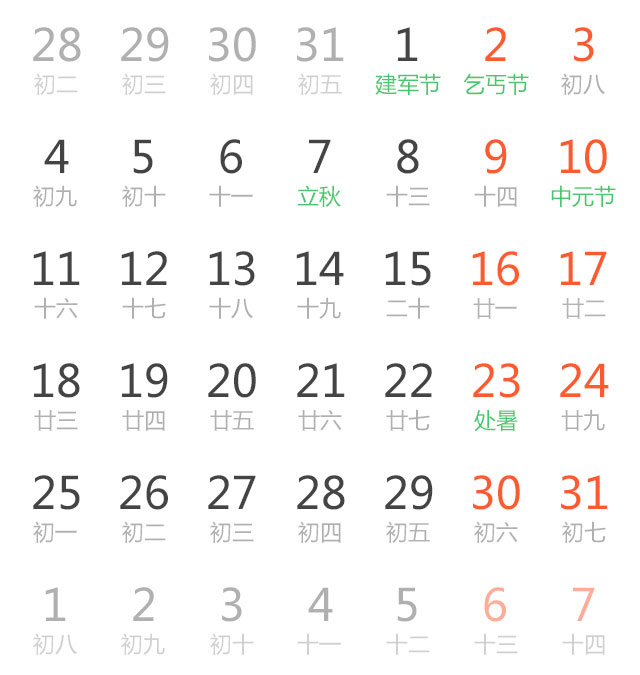 28 29 30 31 1 2 3
初二 初三 初四 初五 建军节 乞丐节 初八
4 5 6 7 8 9 10
初九 初十 十一 立秋 十三 十四 中元节
11 12 13 14 15 16 17
十六 十七 十八 十九 二十 廿一 廿二
18 19 20 21 22 23 24
廿三 廿四 廿五 廿六 廿七 处暑 廿九
25 26 27 28 29 30 31
初一 初二 初三 初四 初五 初六 初七
1 2 3 4 5 6 7
初八 初九 初十 十一 十二 十三 十四